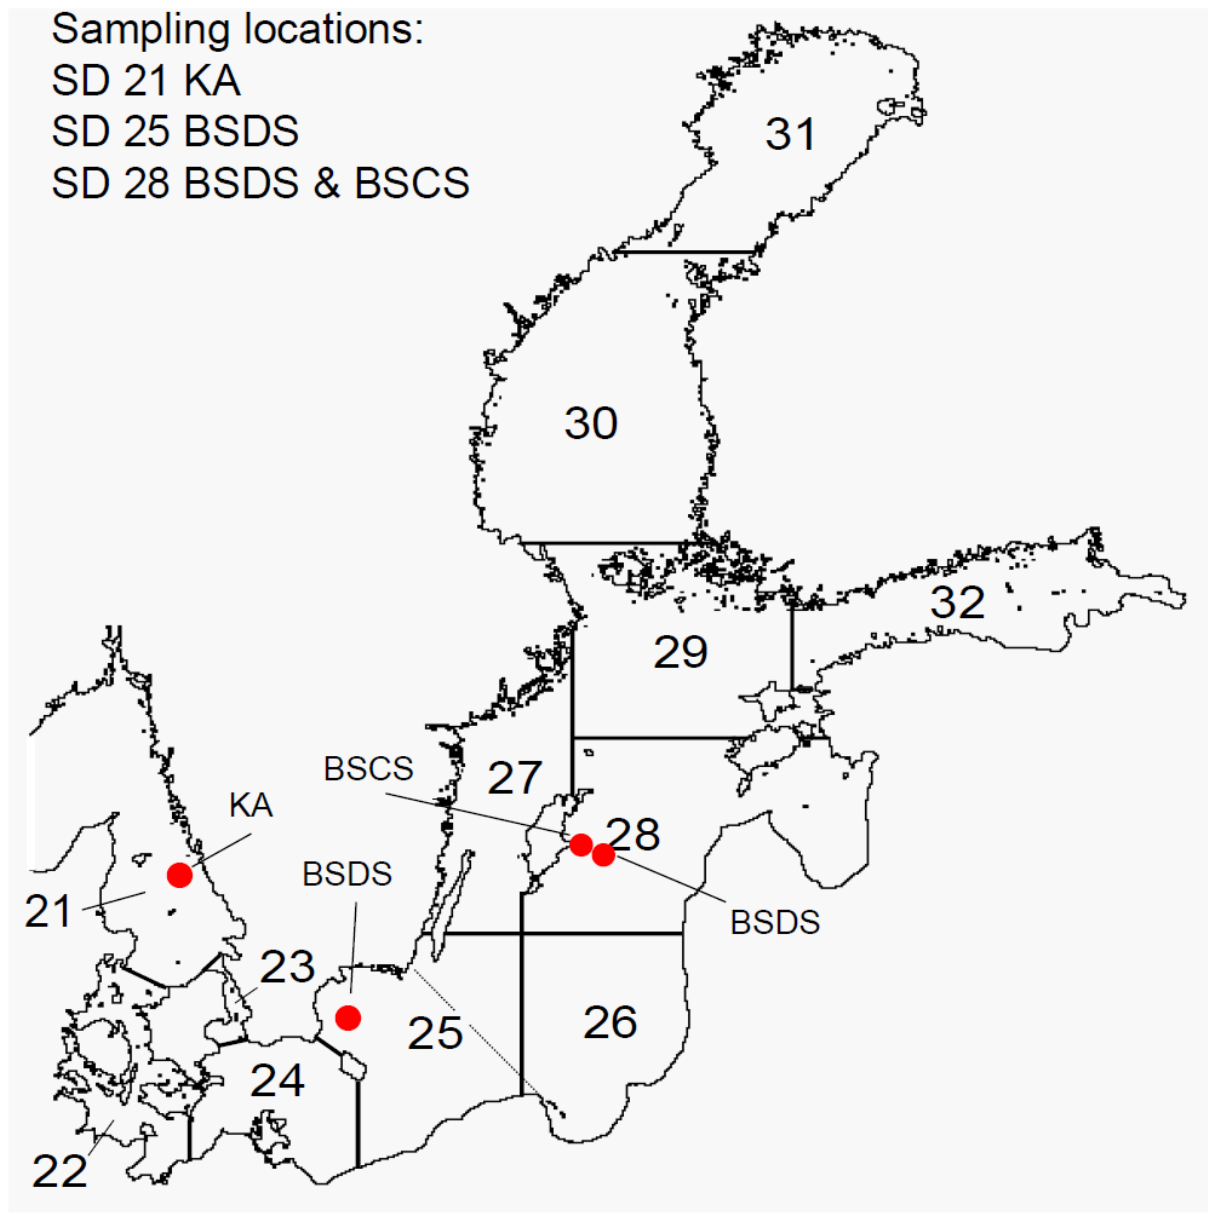 Sampling locations:
SD 21 KA
SD 25 BSDS
SD 28 BSDS & BSCS
31
30
32
29
BSCS
27
KA
28
BSDS
21
BSDS
23
26
25
24
22